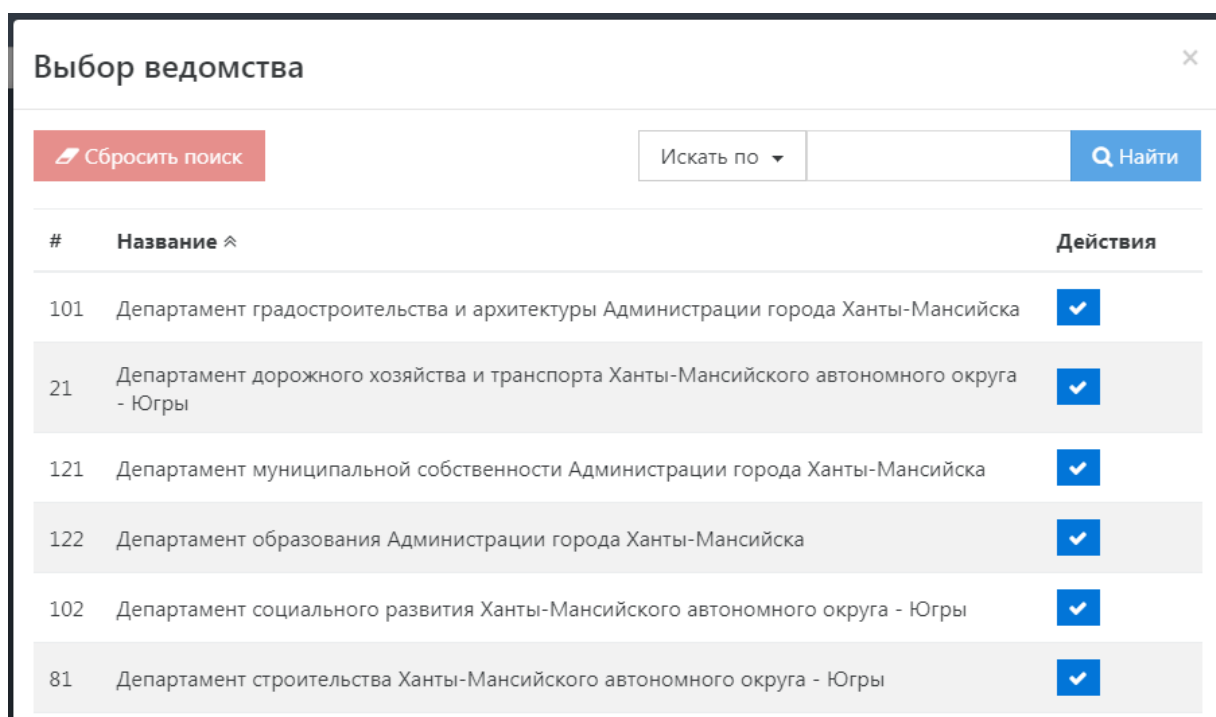 Выбор ведомства
Сбросить поиск
Искать по
Найти
# Название Действия
101 Департамент градостроительства и архитектуры Администрации города Ханты-Мансийска
21 Департамент дорожного хозяйства и транспорта Ханты-Мансийского автономного округа
- Югры
121 Департамент муниципальной собственности Администрации города Ханты-Мансийска
122 Департамент образования Администрации города Ханты-Мансийска
102 Департамент социального развития Ханты-Мансийского автономного округа - Югры
81 Департамент строительства Ханты-Мансийского автономного округа - Югры